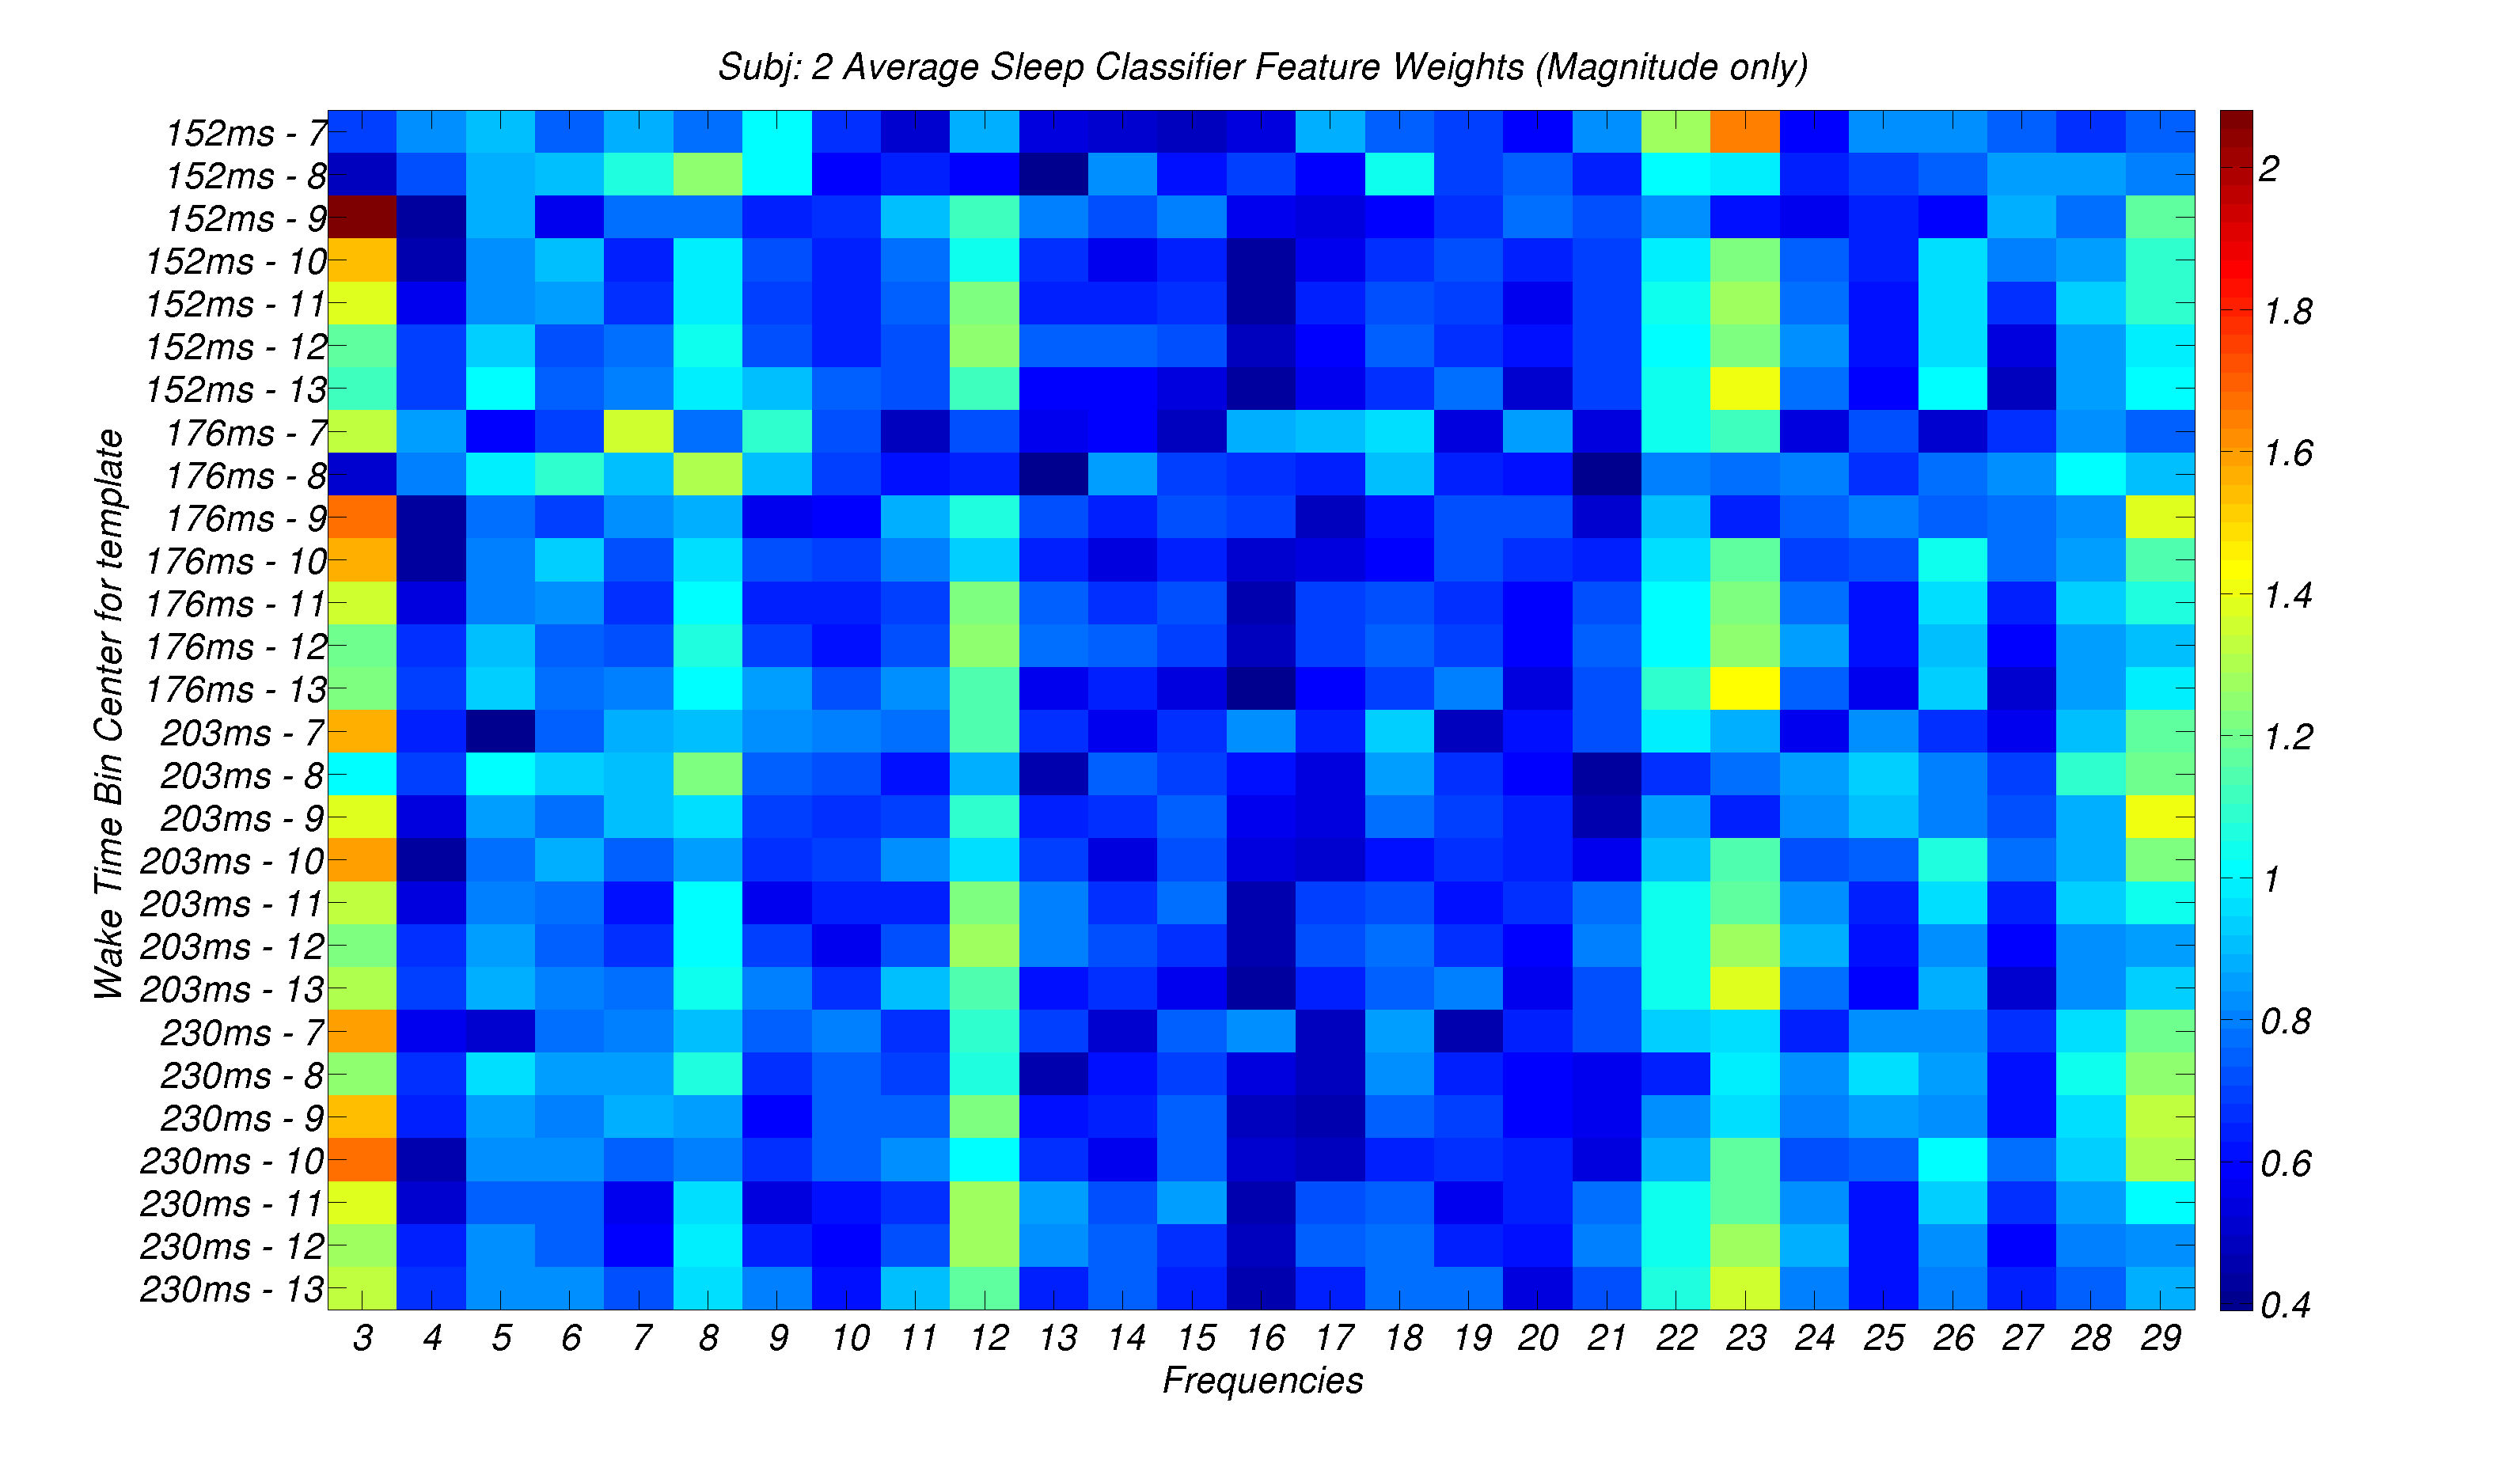 Subj: 2 Average Sleep Classifier Feature Weights (Magnitude only)
Wake Time Bin Center for template
152ms - 7
152ms - 8
152ms - 9
152ms - 10
152ms - 11
152ms - 12
152ms - 13
176ms - 7
176ms - 8
176ms - 9
176ms - 10
176ms - 11
176ms - 12
176ms - 13
203ms - 7
203ms - 8
203ms - 9
203ms - 10
203ms - 11
203ms - 12
203ms - 13
230ms - 7
230ms - 8
230ms - 9
230ms - 10
230ms - 11
230ms - 12
230ms - 13
3 4 5 6 7 8 9 10 11 12 13 14 15 16 17 18 19 20 21 22 23 24 25 26 27 28 29
Frequencies
2
1.8
1.6
1.4
1.2
1
0.8
0.6
0.4